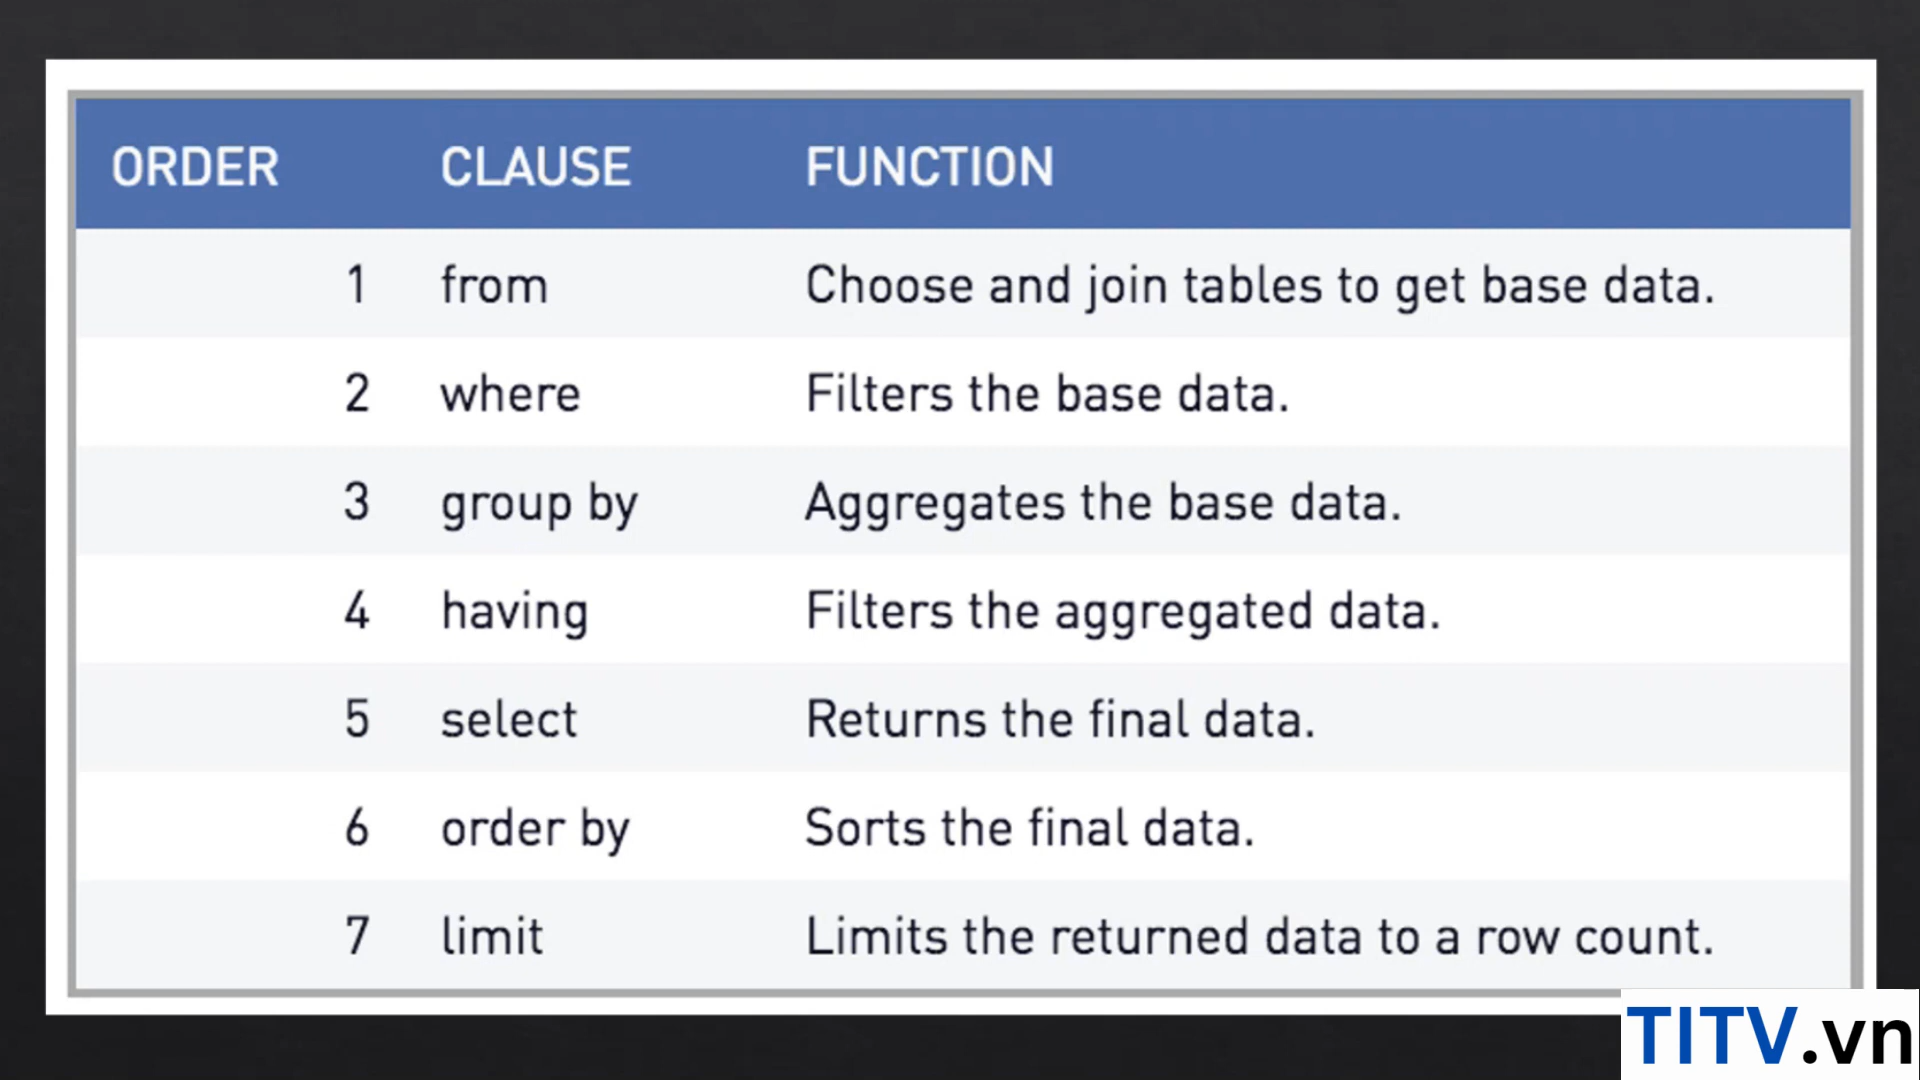 ORDER CLAUSE FUNCTION
1 from Choose and join tables to get base data.
2 where Filters the base data.
3 group by Aggregates the base data.
4 having Filters the aggregated data.
5 select Returns the final data.
6 order by Sorts the final data.
7 limit Limits the returned data to a row count.
TITV.vn